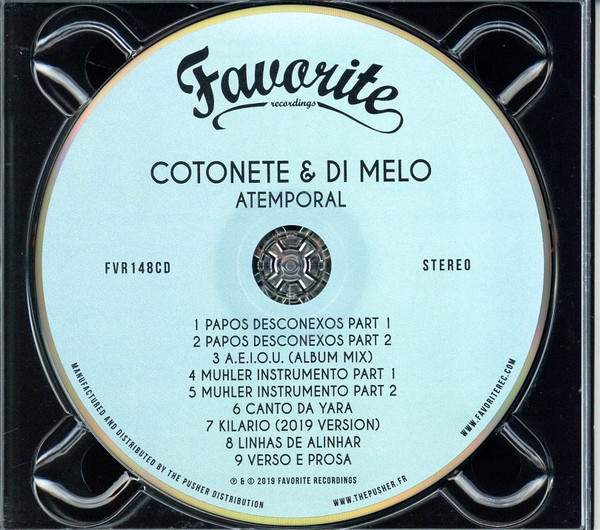 Favorite
recordings
COTONETE & DI MELO
ATEMPORAL
FVR148CD
STEREO
1 PAPOS DESCONEXOS PART 1
2 PAPOS DESCONEXOS PART 2
3 A.E.I.O.U. (ALBUM MIX)
4 MUHLER INSTRUMENTO PART 1
5 MUHLER INSTRUMENTO PART 2
6 CANTO DA YARA
7 KILARIO (2019 VERSION)
8 LINHAS DE ALINHAR
9 VERSO E PROSA
℗ & © 2019 FAVORITE RECORDINGS
MANUFACTURED AND DISTRIBUTED BY THE PUSHER DISTRIBUTION
WWW.THEPUSHER.FR
WWW.FAVORITEREC.COM